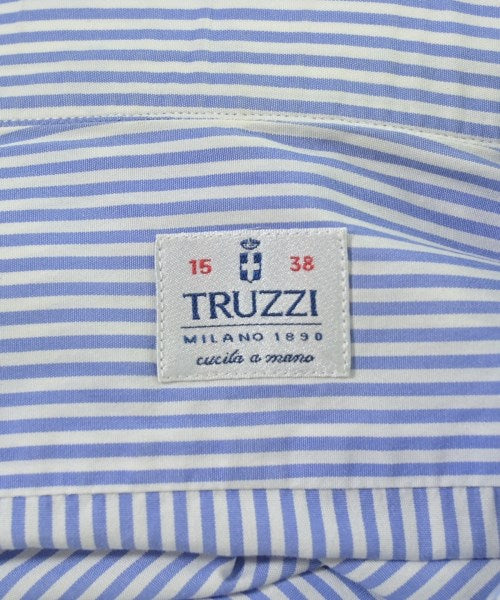 15 38
TRUZZI
MILANO 1890
cucita a mano